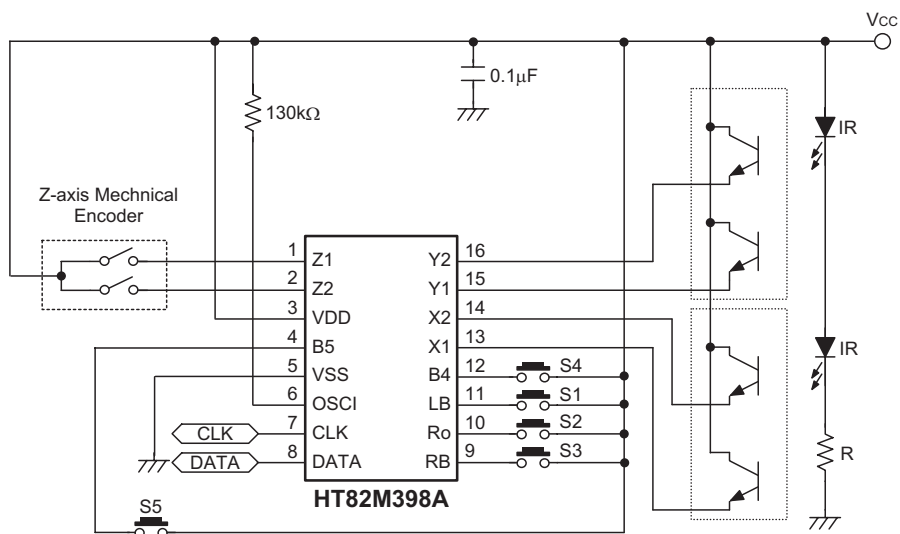 Vcc
0.1μF
130kΩ
IR
Z-axis Mechnical
Encoder
1 Z1 Y2 16
2 Z2 Y1 15
3 VDD X2 14
4 B5 X1 13
5 VSS B4 12 S4
6 OSCI LB 11 S1
CLK 7 CLK Ro 10 S2
DATA 8 DATA RB 9 S3
IR
R
HT82M398A
S5